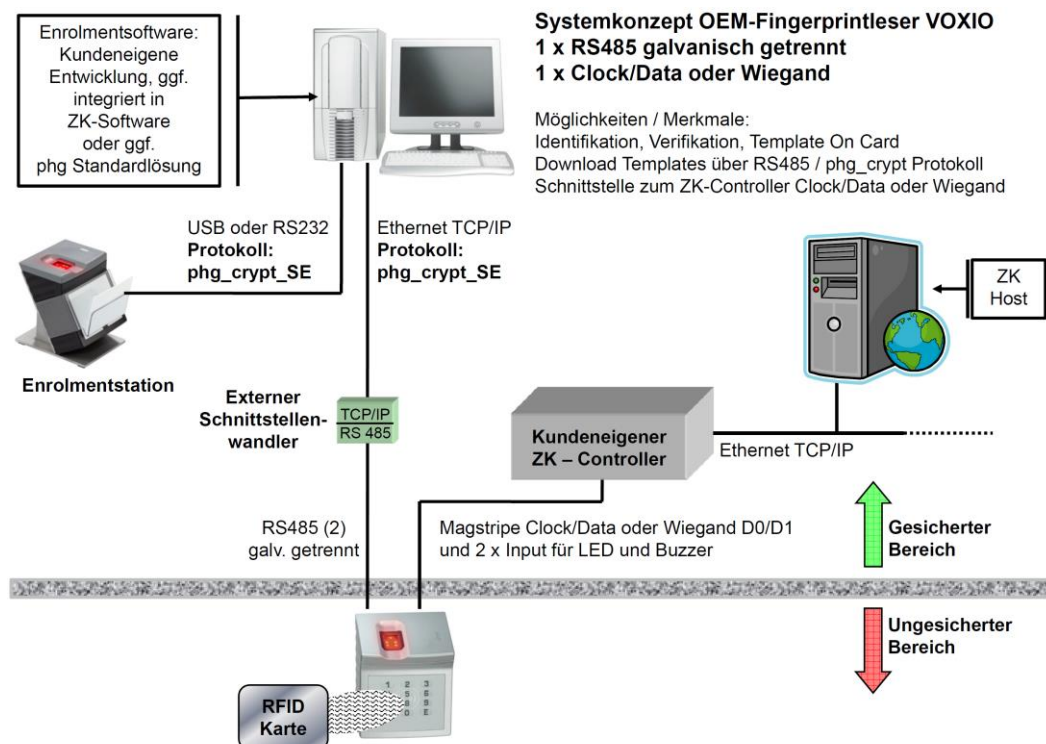 Enrolmentsoftware:
Kundeneigene
Entwicklung, ggf.
integriert in
ZK-Software
oder ggf.
phg Standardlösung
Systemkonzept OEM-Fingerprintleser VOXIO
1 x RS485 galvanisch getrennt
1 x Clock/Data oder Wiegand
Möglichkeiten / Merkmale:
Identifikation, Verifikation, Template On Card
Download Templates über RS485 / phg_crypt Protokoll
Schnittstelle zum ZK-Controller Clock/Data oder Wiegand
USB oder RS232
Protokoll:
phg_crypt_SE
Ethernet TCP/IP
Protokoll:
phg_crypt_SE
ZK
Host
Enrolmentstation
Externer
Schnittstellen-
wandler
TCP/IP
RS 485
Kundeneigener
ZK – Controller
Ethernet TCP/IP
RS485 (2)
galv. getrennt
Magstripe Clock/Data oder Wiegand D0/D1
und 2 x Input für LED und Buzzer
Gesicherter
Bereich
Ungesicherter
Bereich
1 2 3
RFID
Karte